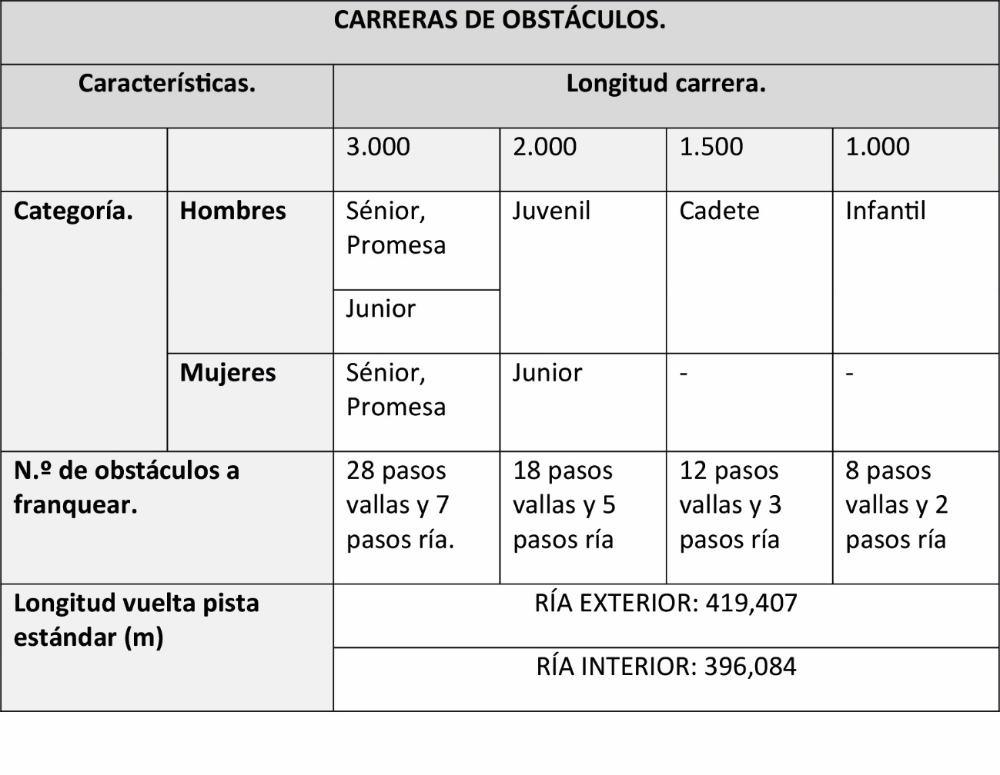 CARRERAS DE OBSTÁCULOS.
Características.
Longitud carrera.
3.000
2.000
1.500
1.000
Categoría.
Hombres
Sénior,
Promesa
Juvenil
Cadete
Infantil
Junior
Mujeres
Sénior,
Promesa
Junior
-
-
N.º de obstáculos a
franquear.
28 pasos
vallas y 7
pasos ría.
18 pasos
vallas y 5
pasos ría
12 pasos
vallas y 3
pasos ría
8 pasos
vallas y 2
pasos ría
Longitud vuelta pista
estándar (m)
RÍA EXTERIOR: 419,407
RÍA INTERIOR: 396,084